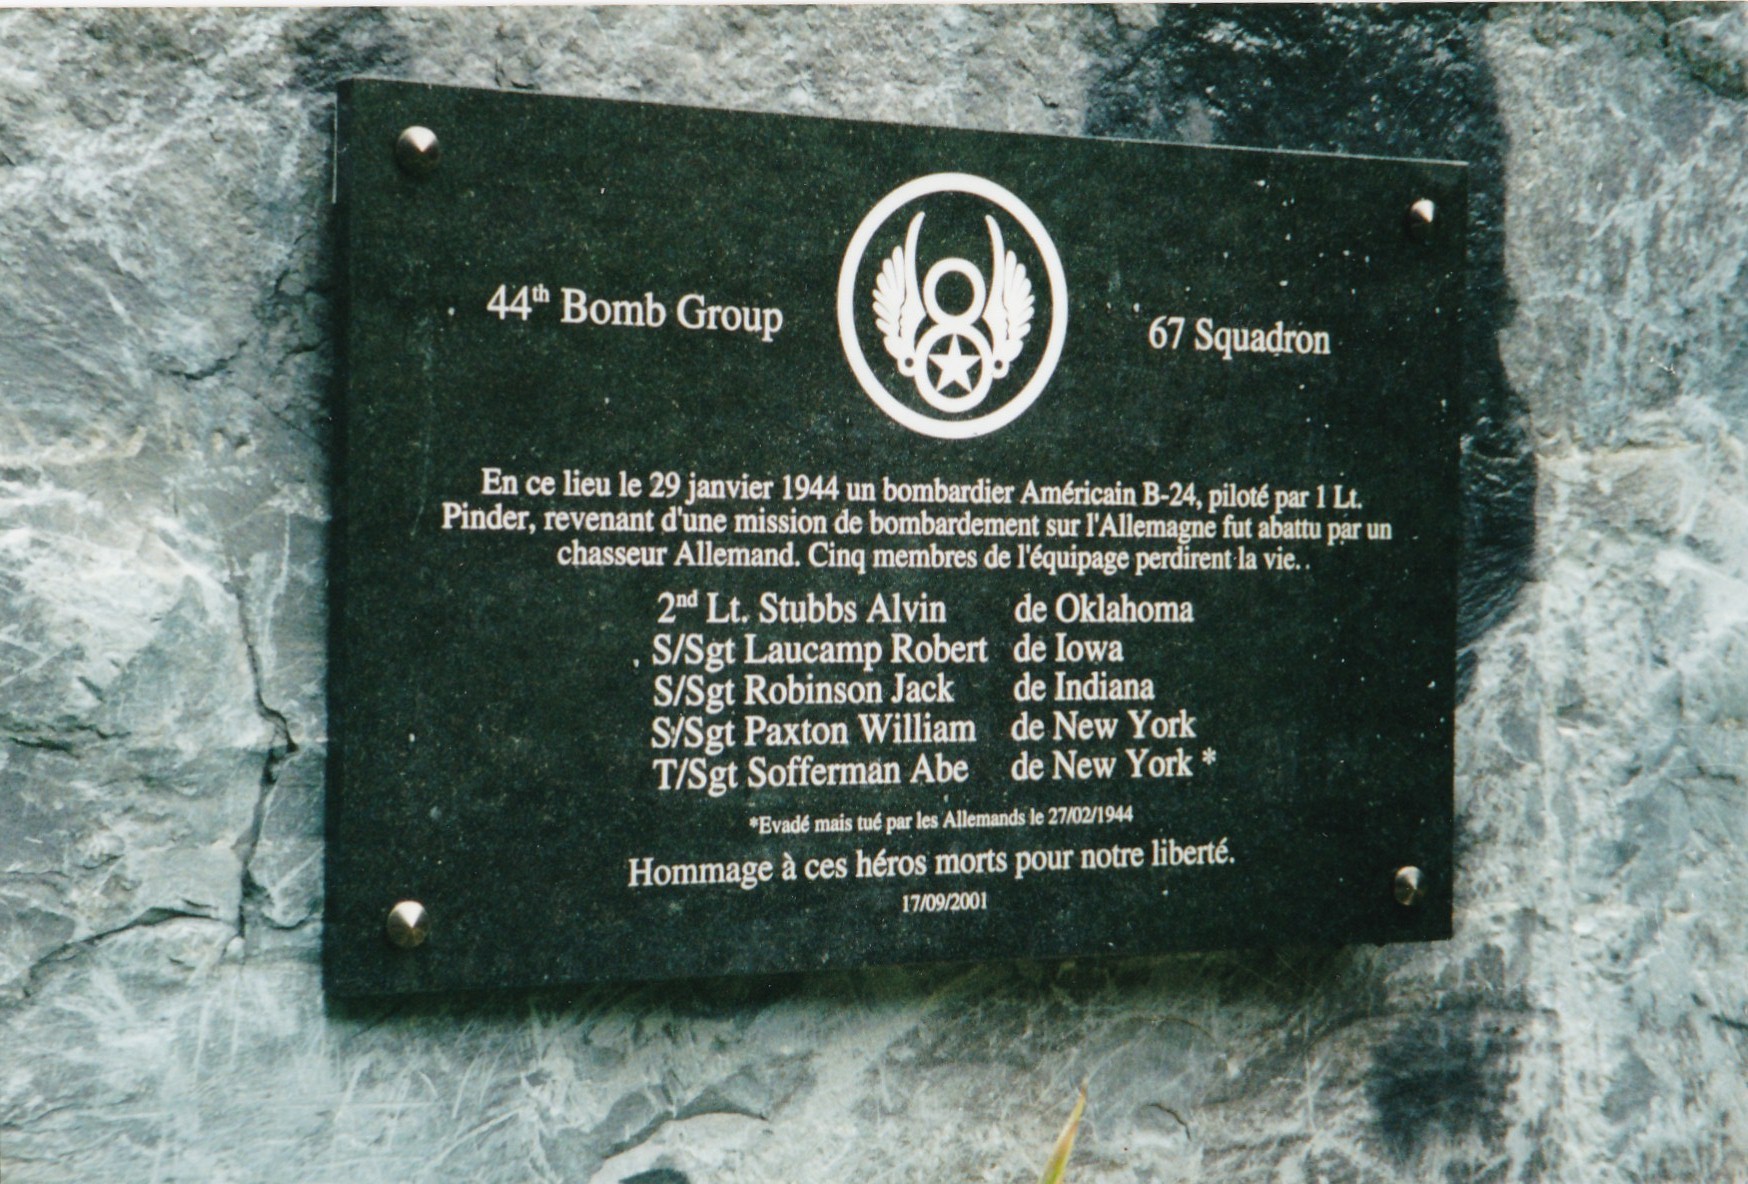 44th Bomb Group
67 Squadron
En ce lieu le 29 janvier 1944 un bombardier Américain B-24, piloté par 1 Lt.
Pinder, revenant d'une mission de bombardement sur l'Allemagne fut abattu par un
chasseur Allemand. Cinq membres de l'équipage perdirent la vie..
2nd Lt. Stubbs Alvin de Oklahoma
S/Sgt Laucamp Robert de Iowa
S/Sgt Robinson Jack de Indiana
S/Sgt Paxton William de New York
T/Sgt Sofferman Abe de New York *
*Evadé mais tué par les Allemands le 27/02/1944
Hommage à ces héros morts pour notre liberté.
17/09/2001